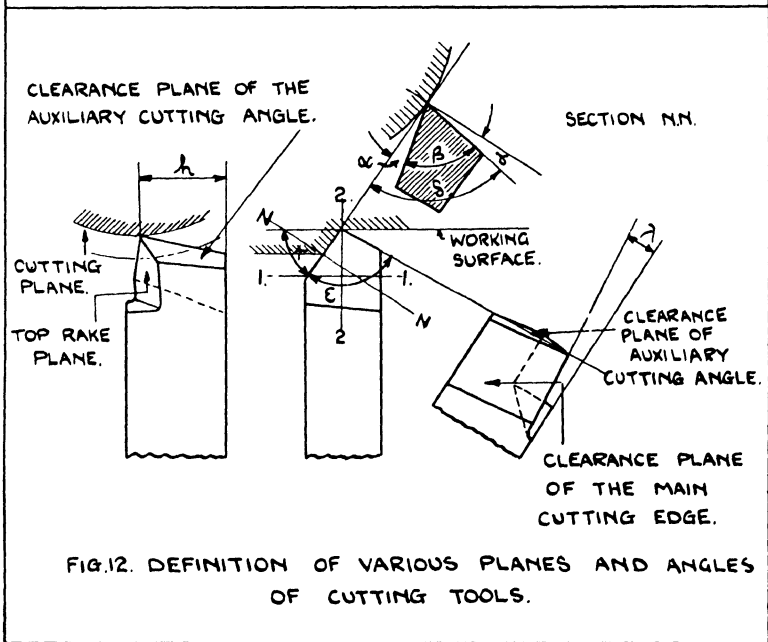 CLEARANCE PLANE OF THE
AUXILIARY CUTTING ANGLE.
SECTION N.N.
h
α
β
γ
δ
2.
N
WORKING
SURFACE.
λ
CUTTING
PLANE.
1.
1.
ε
TOP RAKE
PLANE.
N
2
CLEARANCE
PLANE OF
AUXILIARY
CUTTING ANGLE.
CLEARANCE PLANE
OF THE MAIN
CUTTING EDGE.
FIG.12. DEFINITION OF VARIOUS PLANES AND ANGLES
OF CUTTING TOOLS.